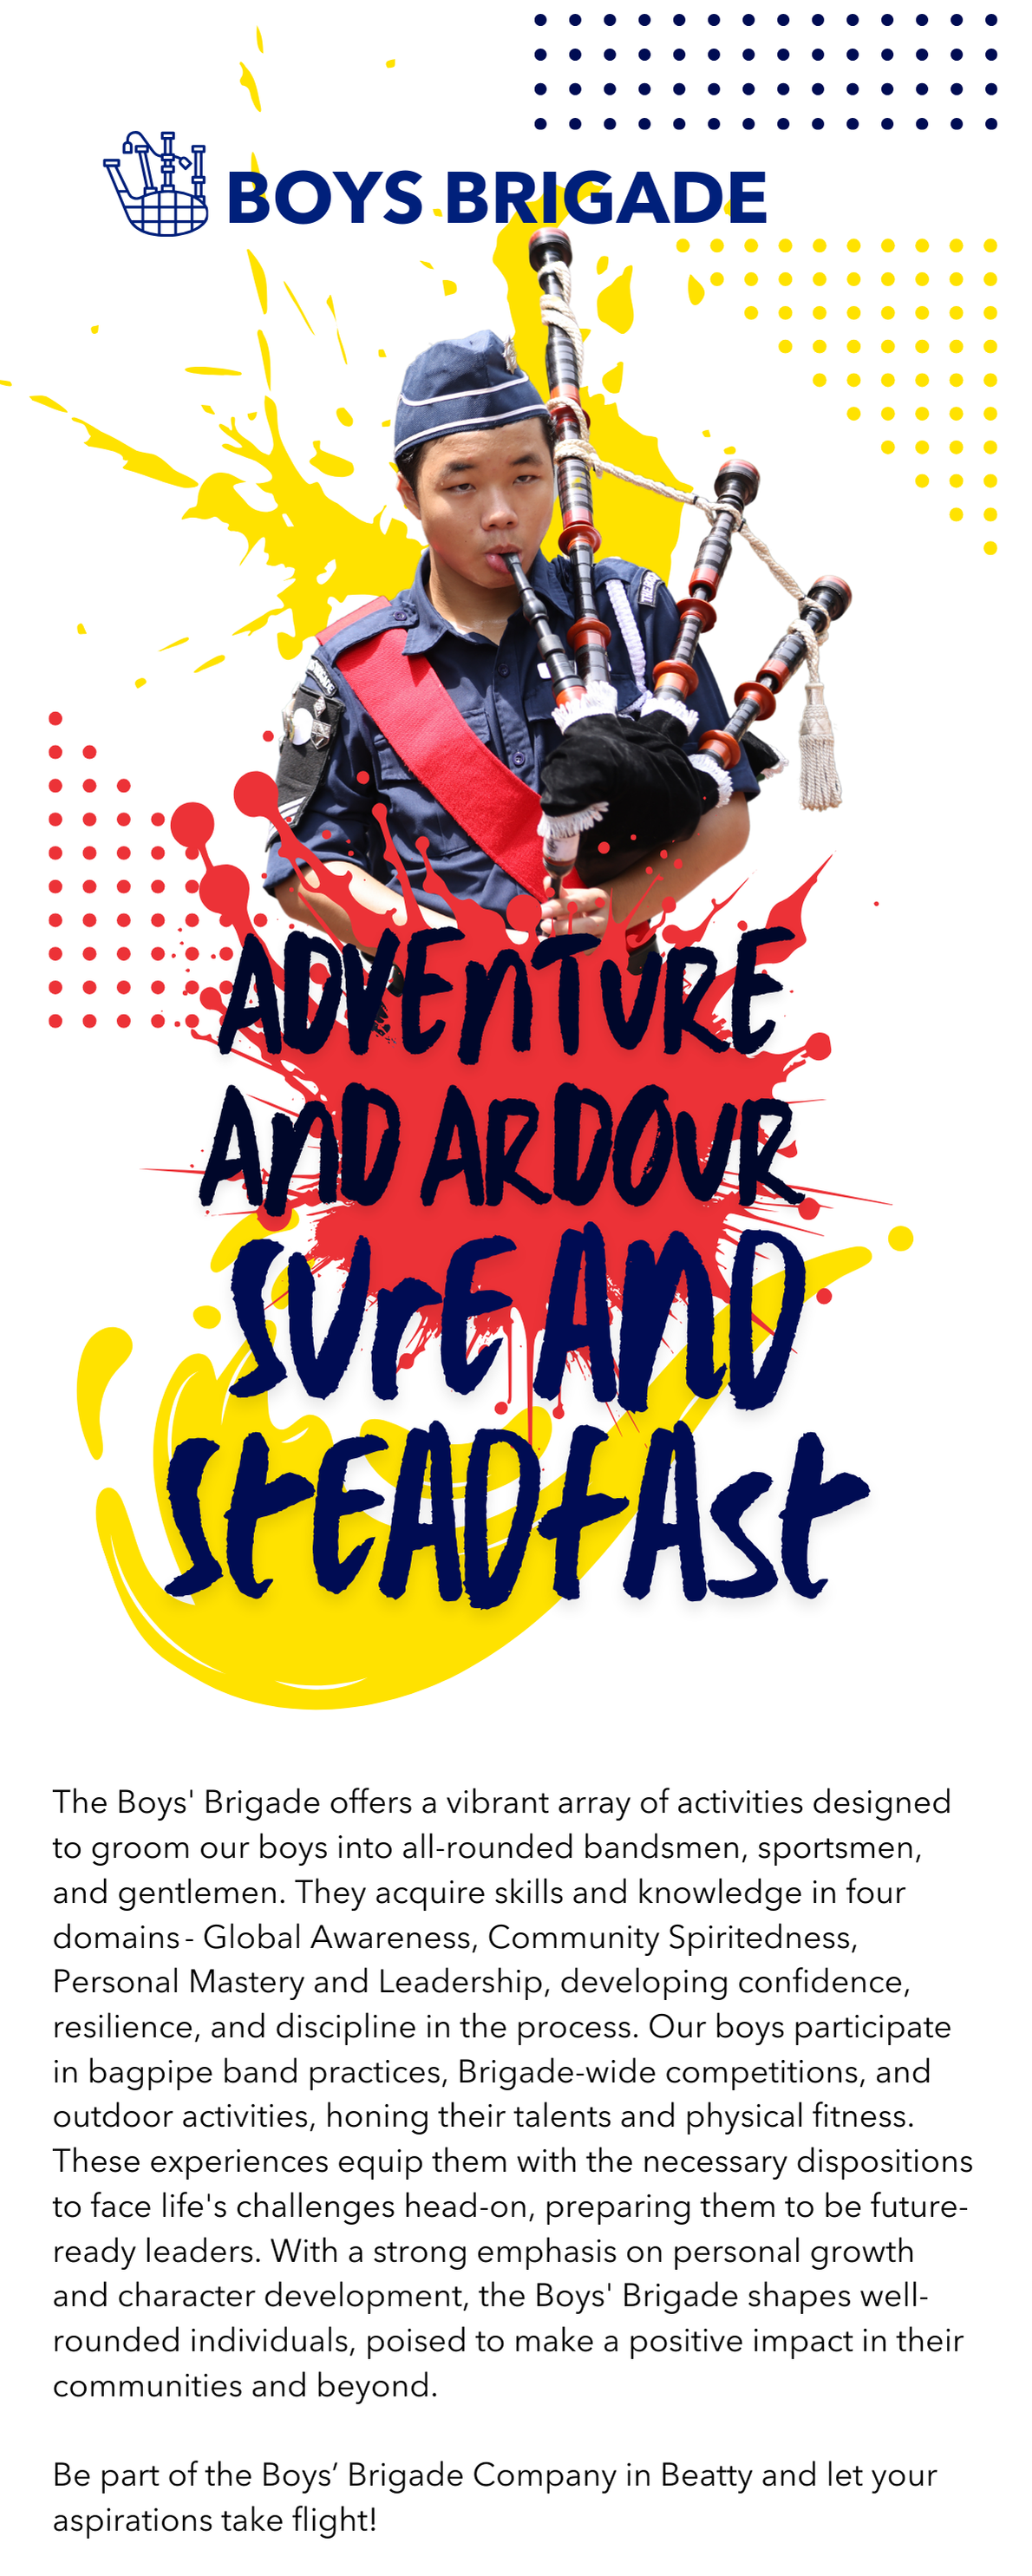 BOYS BRIGADE
ADVEnTURE
AnD ARDOUR
SUrE AnD
StEADfAst
The Boys' Brigade offers a vibrant array of activities designed
to groom our boys into all-rounded bandsmen, sportsmen,
and gentlemen. They acquire skills and knowledge in four
domains - Global Awareness, Community Spiritedness,
Personal Mastery and Leadership, developing confidence,
resilience, and discipline in the process. Our boys participate
in bagpipe band practices, Brigade-wide competitions, and
outdoor activities, honing their talents and physical fitness.
These experiences equip them with the necessary dispositions
to face life's challenges head-on, preparing them to be future-
ready leaders. With a strong emphasis on personal growth
and character development, the Boys' Brigade shapes well-
rounded individuals, poised to make a positive impact in their
communities and beyond.
Be part of the Boys’ Brigade Company in Beatty and let your
aspirations take flight!